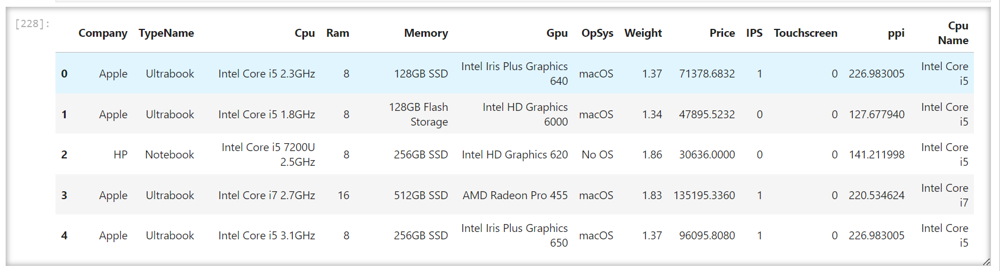 [228]:
Company TypeName Cpu Ram Memory Gpu OpSys Weight Price IPS Touchscreen ppi Cpu Name
0 Apple Ultrabook Intel Core i5 2.3GHz 8 128GB SSD Intel Iris Plus Graphics 640 macOS 1.37 71378.6832 1 0 226.983005 Intel Core i5
1 Apple Ultrabook Intel Core i5 1.8GHz 8 128GB Flash Storage Intel HD Graphics 6000 macOS 1.34 47895.5232 0 0 127.677940 Intel Core i5
2 HP Notebook Intel Core i5 7200U 2.5GHz 8 256GB SSD Intel HD Graphics 620 No OS 1.86 30636.0000 0 0 141.211998 Intel Core i5
3 Apple Ultrabook Intel Core i7 2.7GHz 16 512GB SSD AMD Radeon Pro 455 macOS 1.83 135195.3360 1 0 220.534624 Intel Core i7
4 Apple Ultrabook Intel Core i5 3.1GHz 8 256GB SSD Intel Iris Plus Graphics 650 macOS 1.37 96095.8080 1 0 226.983005 Intel Core i5